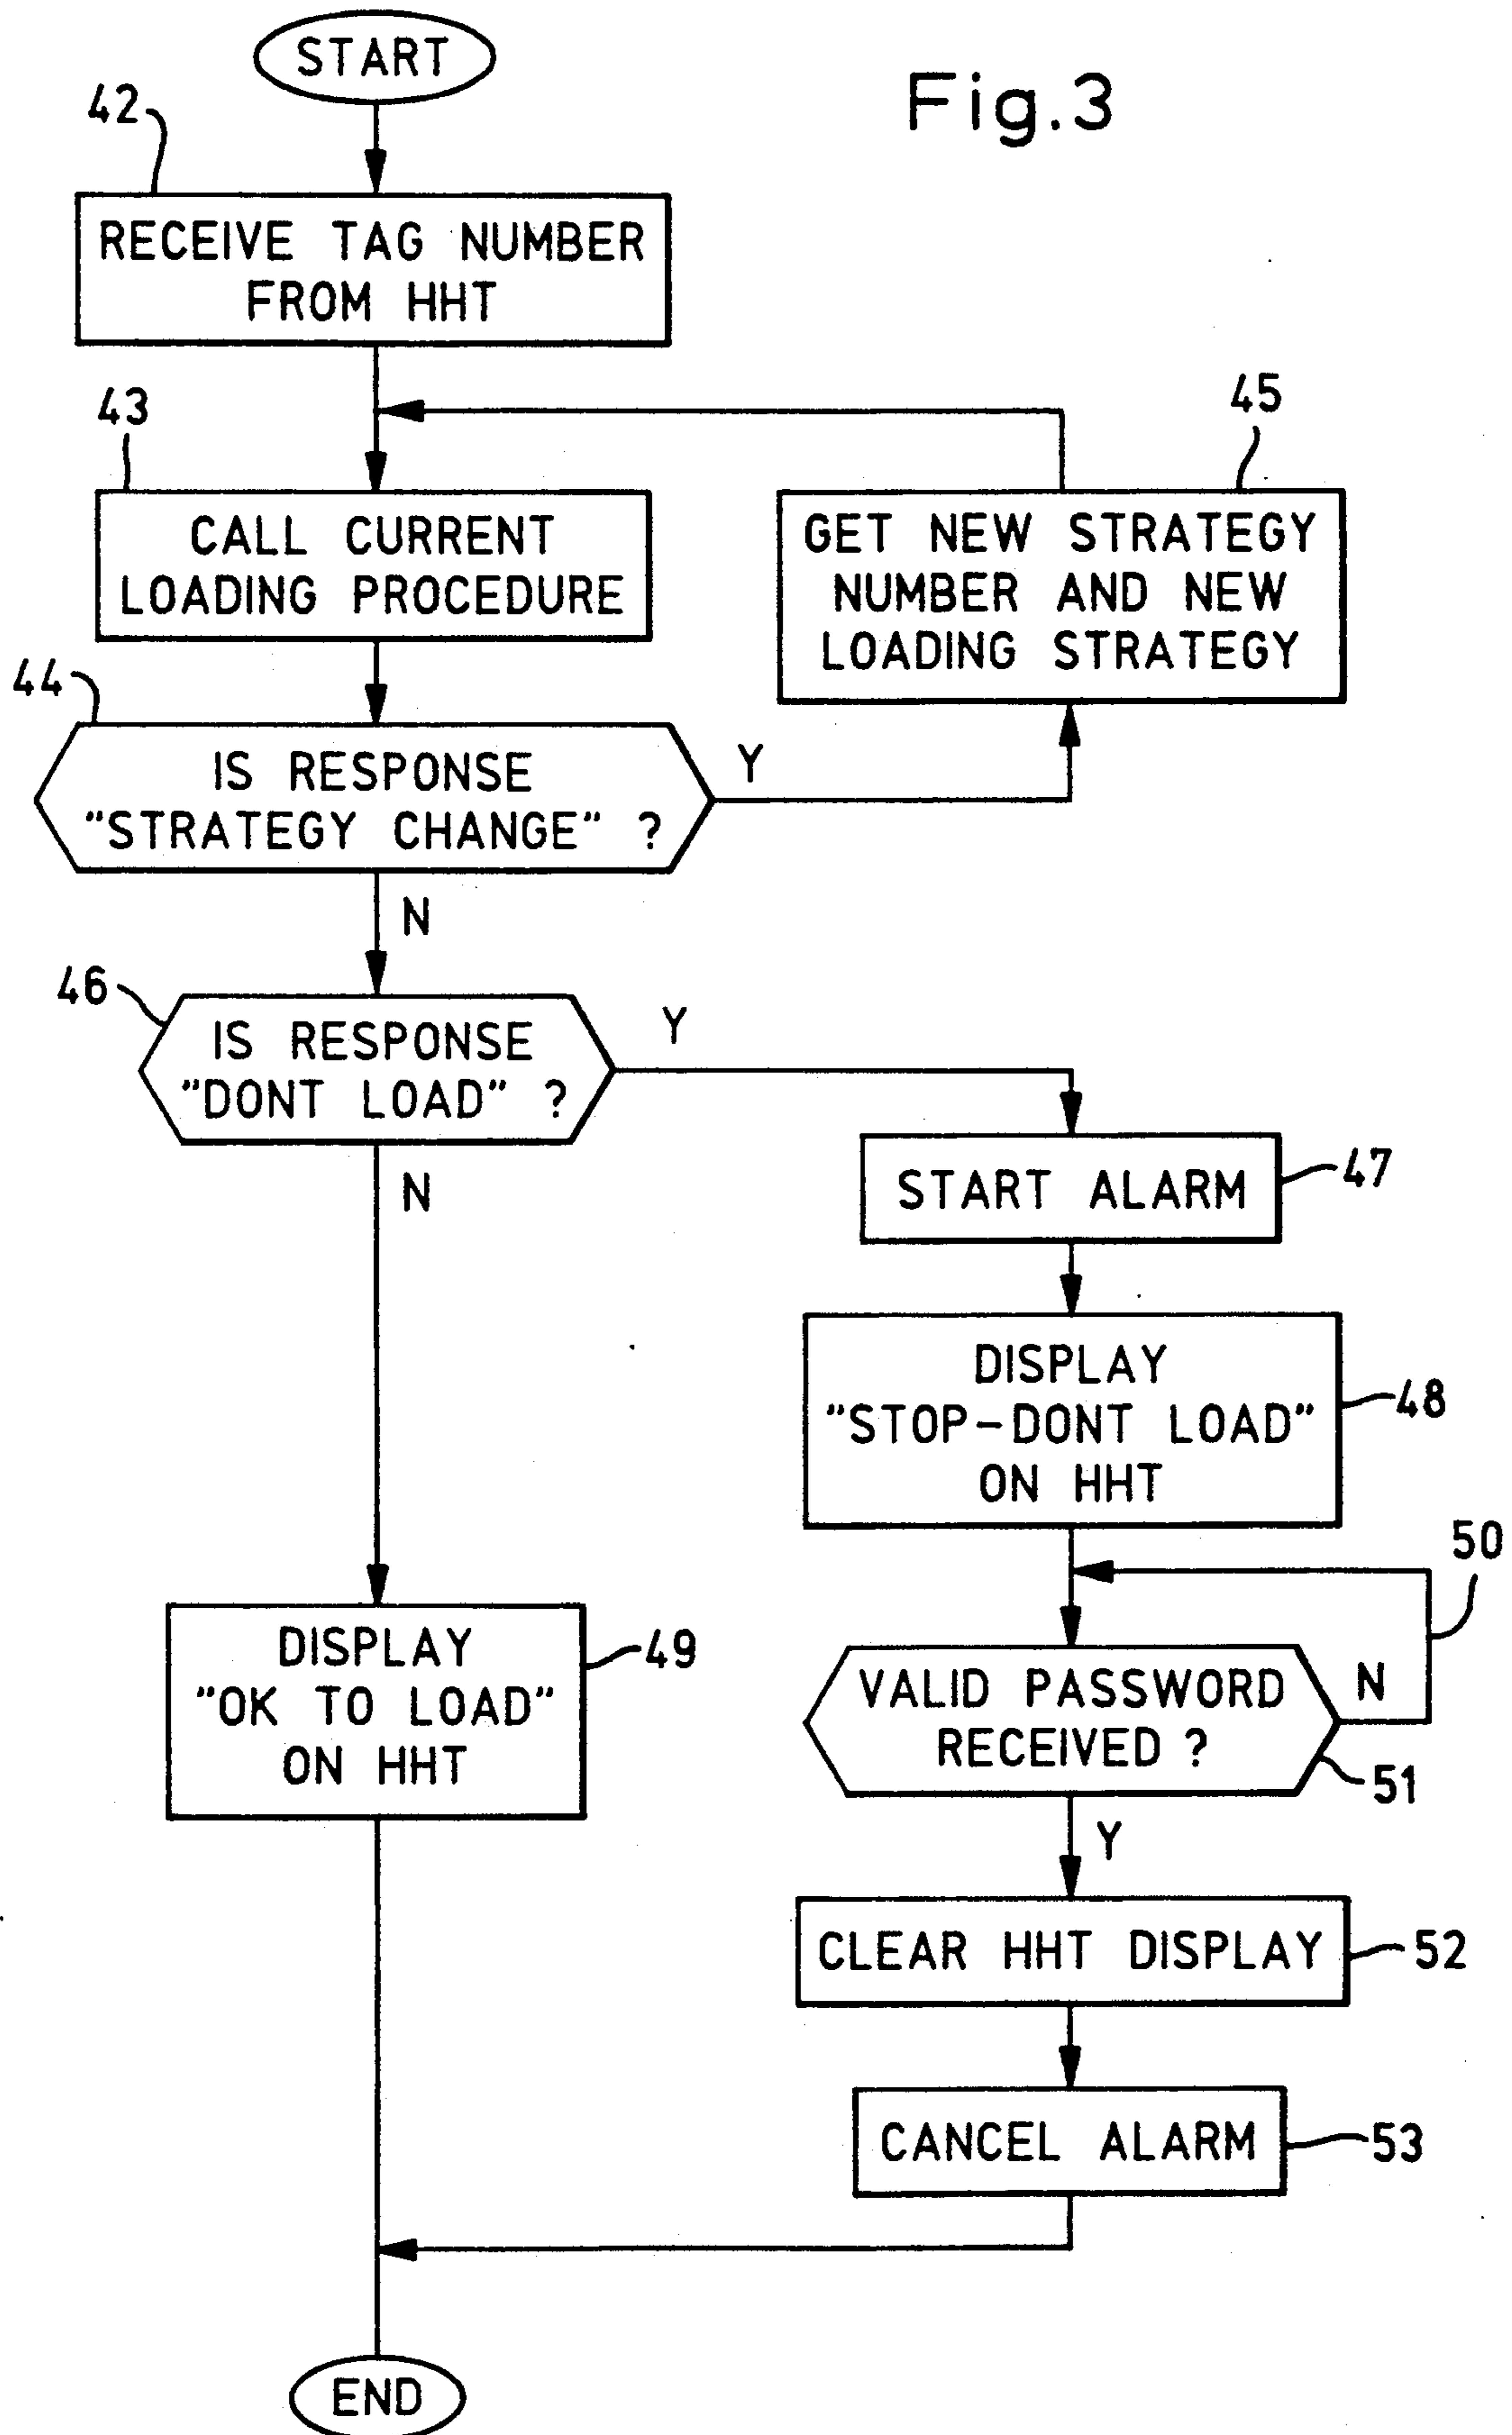 START
Fig.3
42
RECEIVE TAG NUMBER
FROM HHT
43
CALL CURRENT
LOADING PROCEDURE
45
GET NEW STRATEGY
NUMBER AND NEW
LOADING STRATEGY
44
IS RESPONSE
"STRATEGY CHANGE" ?
Y
N
46
IS RESPONSE
"DONT LOAD" ?
Y
N
START ALARM
47
DISPLAY
"STOP-DONT LOAD"
ON HHT
48
50
DISPLAY
"OK TO LOAD"
ON HHT
49
VALID PASSWORD
RECEIVED ?
N
51
Y
CLEAR HHT DISPLAY
52
CANCEL ALARM
53
END